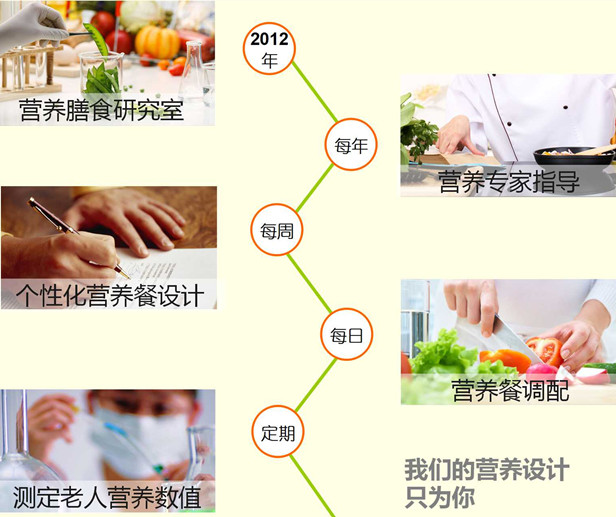 2012
年
营养膳食研究室
每年
营养专家指导
每周
个性化营养餐设计
每日
营养餐调配
定期
测定老人营养数值
我们的营养设计
只为你